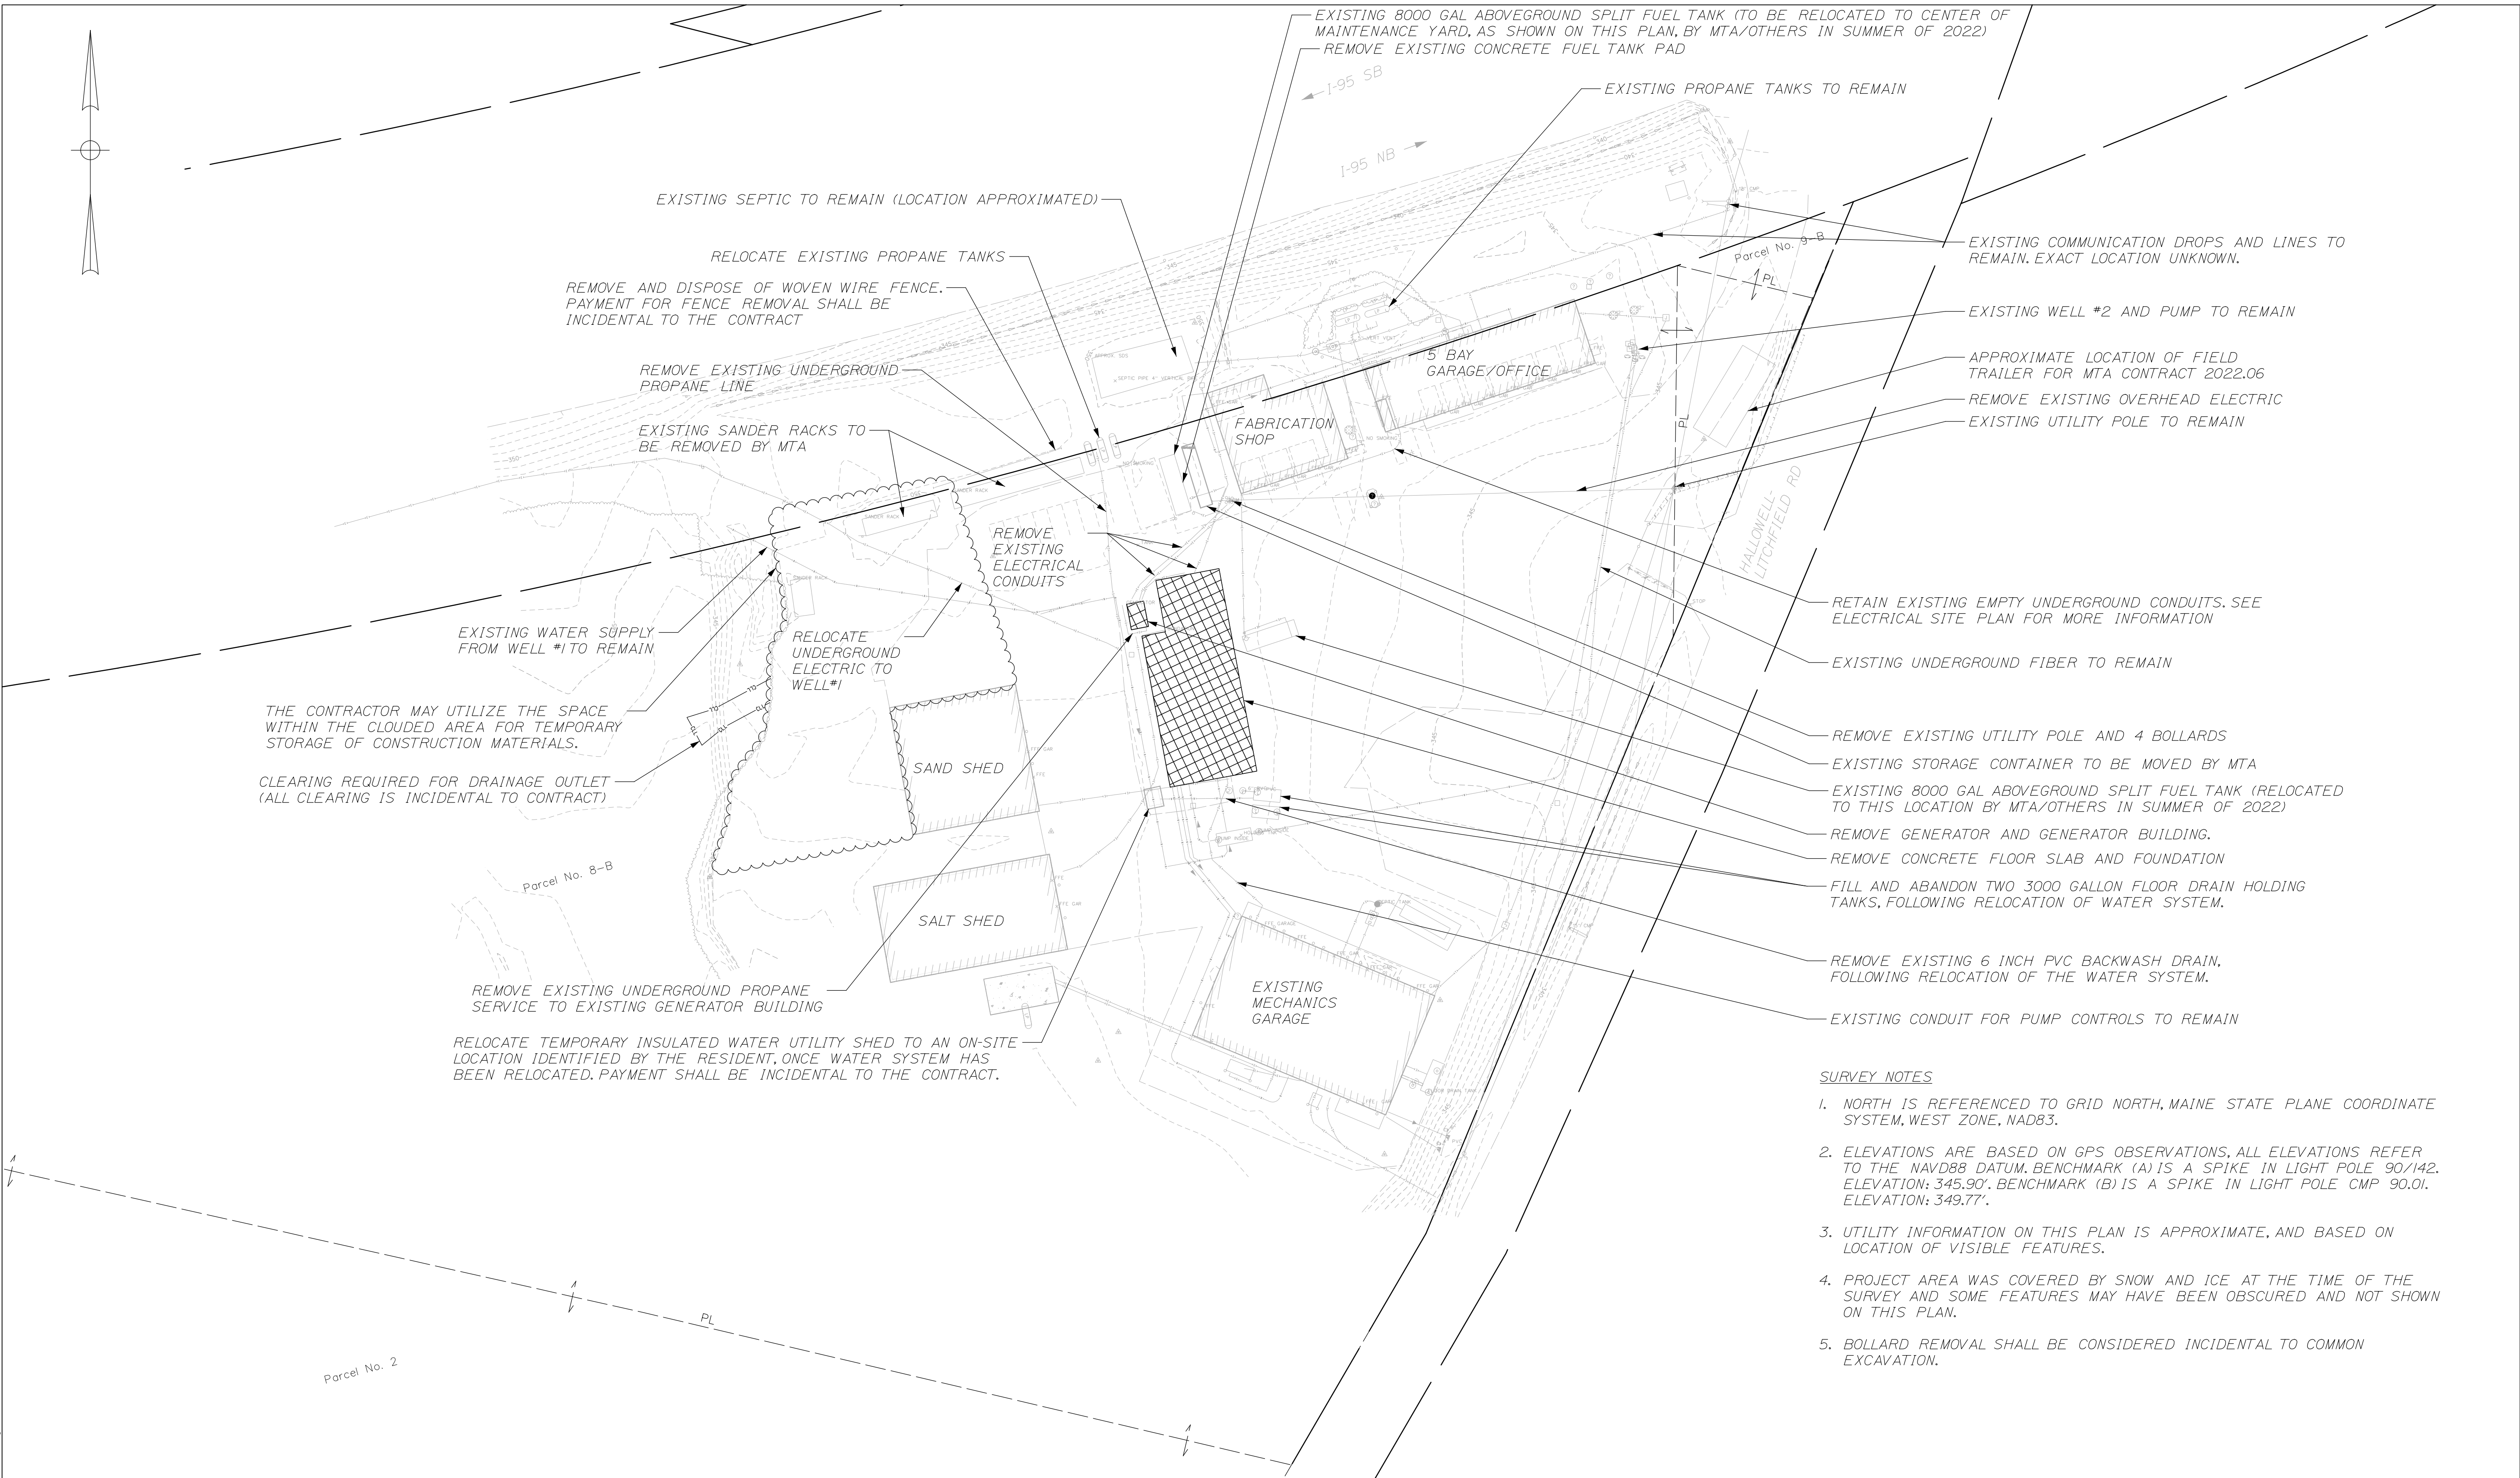 EXISTING 8000 GAL ABOVEGROUND SPLIT FUEL TANK (TO BE RELOCATED TO CENTER OF
MAINTENANCE YARD, AS SHOWN ON THIS PLAN, BY MTA/OTHERS IN SUMMER OF 2022)
REMOVE EXISTING CONCRETE FUEL TANK PAD
I-95 SB
EXISTING PROPANE TANKS TO REMAIN
I-95 NB
EXISTING SEPTIC TO REMAIN (LOCATION APPROXIMATED)
RELOCATE EXISTING PROPANE TANKS
REMOVE AND DISPOSE OF WOVEN WIRE FENCE.
PAYMENT FOR FENCE REMOVAL SHALL BE
INCIDENTAL TO THE CONTRACT
REMOVE EXISTING UNDERGROUND
PROPANE LINE
EXISTING SANDER RACKS TO
BE REMOVED BY MTA
Parcel No. 9-B
PL
EXISTING COMMUNICATION DROPS AND LINES TO
REMAIN. EXACT LOCATION UNKNOWN.
EXISTING WELL #2 AND PUMP TO REMAIN
APPROXIMATE LOCATION OF FIELD
TRAILER FOR MTA CONTRACT 2022.06
REMOVE EXISTING OVERHEAD ELECTRIC
EXISTING UTILITY POLE TO REMAIN
5 BAY
GARAGE/OFFICE
FABRICATION
SHOP
NO SMOKING
SANDER RACK
SANDER RACK
SANDER RACK
PL
HALLOWELL-
LITCHFIELD RD
STOP
REMOVE
EXISTING
ELECTRICAL
CONDUITS
RETAIN EXISTING EMPTY UNDERGROUND CONDUITS. SEE
ELECTRICAL SITE PLAN FOR MORE INFORMATION
EXISTING WATER SUPPLY
FROM WELL #1 TO REMAIN
RELOCATE
UNDERGROUND
ELECTRIC TO
WELL#1
EXISTING UNDERGROUND FIBER TO REMAIN
THE CONTRACTOR MAY UTILIZE THE SPACE
WITHIN THE CLOUDED AREA FOR TEMPORARY
STORAGE OF CONSTRUCTION MATERIALS.
CLEARING REQUIRED FOR DRAINAGE OUTLET
(ALL CLEARING IS INCIDENTAL TO CONTRACT)
SAND SHED
REMOVE EXISTING UTILITY POLE AND 4 BOLLARDS
EXISTING STORAGE CONTAINER TO BE MOVED BY MTA
EXISTING 8000 GAL ABOVEGROUND SPLIT FUEL TANK (RELOCATED
TO THIS LOCATION BY MTA/OTHERS IN SUMMER OF 2022)
REMOVE GENERATOR AND GENERATOR BUILDING.
REMOVE CONCRETE FLOOR SLAB AND FOUNDATION
FILL AND ABANDON TWO 3000 GALLON FLOOR DRAIN HOLDING
TANKS, FOLLOWING RELOCATION OF WATER SYSTEM.
REMOVE EXISTING 6 INCH PVC BACKWASH DRAIN,
FOLLOWING RELOCATION OF THE WATER SYSTEM.
EXISTING CONDUIT FOR PUMP CONTROLS TO REMAIN
Parcel No. 8-B
SALT SHED
REMOVE EXISTING UNDERGROUND PROPANE
SERVICE TO EXISTING GENERATOR BUILDING
RELOCATE TEMPORARY INSULATED WATER UTILITY SHED TO AN ON-SITE
LOCATION IDENTIFIED BY THE RESIDENT, ONCE WATER SYSTEM HAS
BEEN RELOCATED. PAYMENT SHALL BE INCIDENTAL TO THE CONTRACT.
EXISTING
MECHANICS
GARAGE
SURVEY NOTES
1. NORTH IS REFERENCED TO GRID NORTH, MAINE STATE PLANE COORDINATE
SYSTEM, WEST ZONE, NAD83.
2. ELEVATIONS ARE BASED ON GPS OBSERVATIONS, ALL ELEVATIONS REFER
TO THE NAVD88 DATUM. BENCHMARK (A) IS A SPIKE IN LIGHT POLE 90/142.
ELEVATION: 345.90'. BENCHMARK (B) IS A SPIKE IN LIGHT POLE CMP 90.01.
ELEVATION: 349.77'.
3. UTILITY INFORMATION ON THIS PLAN IS APPROXIMATE, AND BASED ON
LOCATION OF VISIBLE FEATURES.
4. PROJECT AREA WAS COVERED BY SNOW AND ICE AT THE TIME OF THE
SURVEY AND SOME FEATURES MAY HAVE BEEN OBSCURED AND NOT SHOWN
ON THIS PLAN.
5. BOLLARD REMOVAL SHALL BE CONSIDERED INCIDENTAL TO COMMON
EXCAVATION.
PL
Parcel No. 2